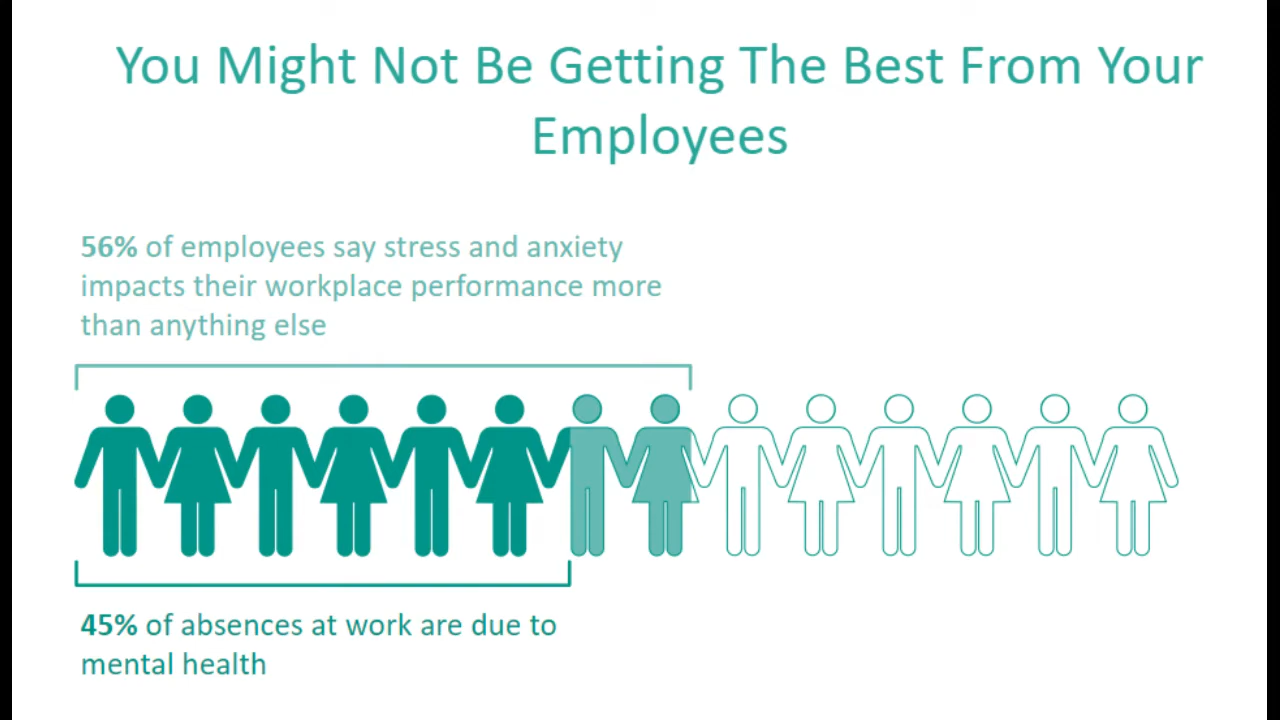 You Might Not Be Getting The Best From Your
Employees
56% of employees say stress and anxiety
impacts their workplace performance more
than anything else
45% of absences at work are due to
mental health